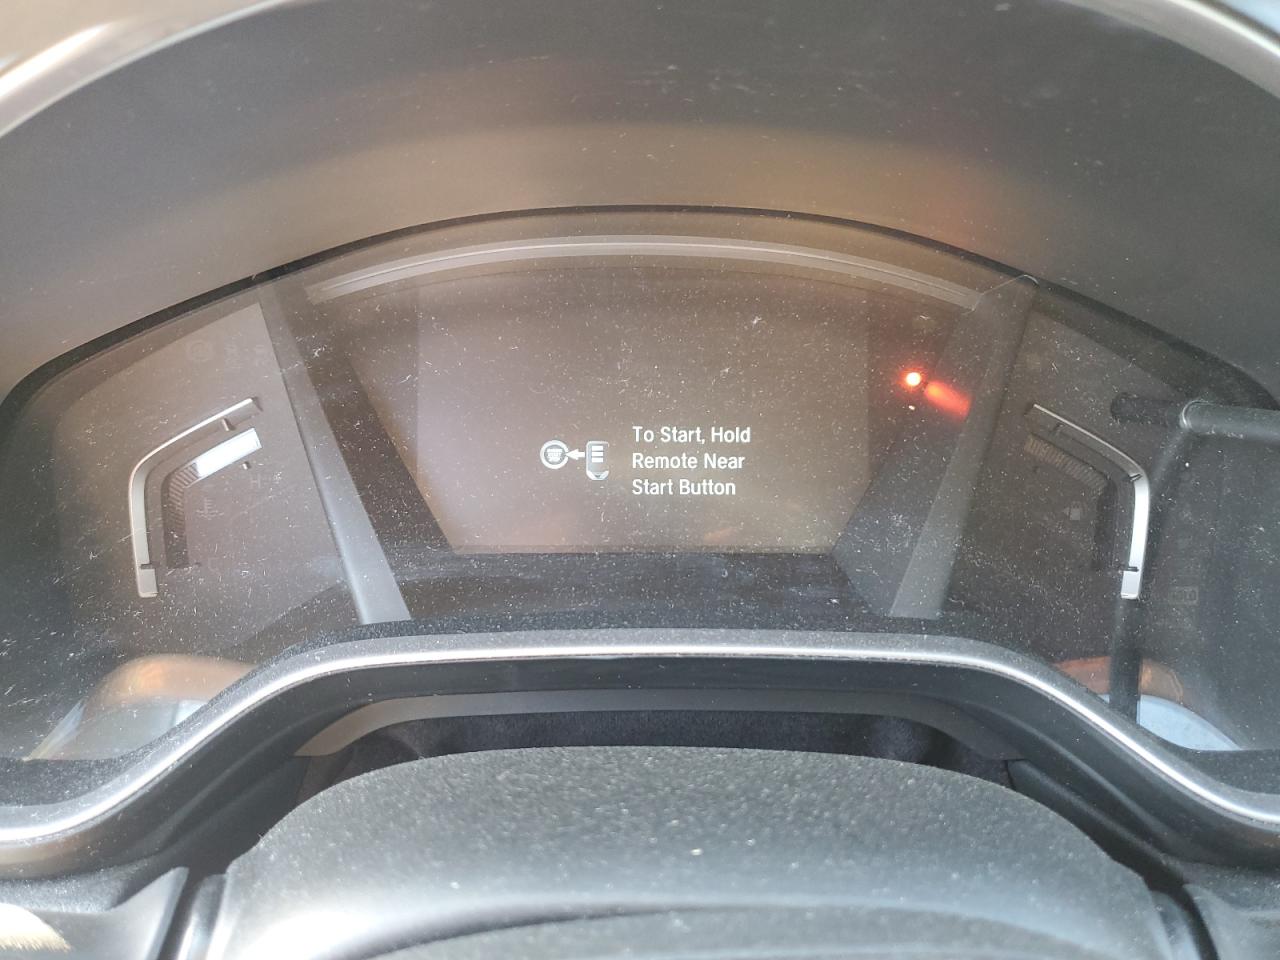 To Start, Hold
Remote Near
Start Button
H
C